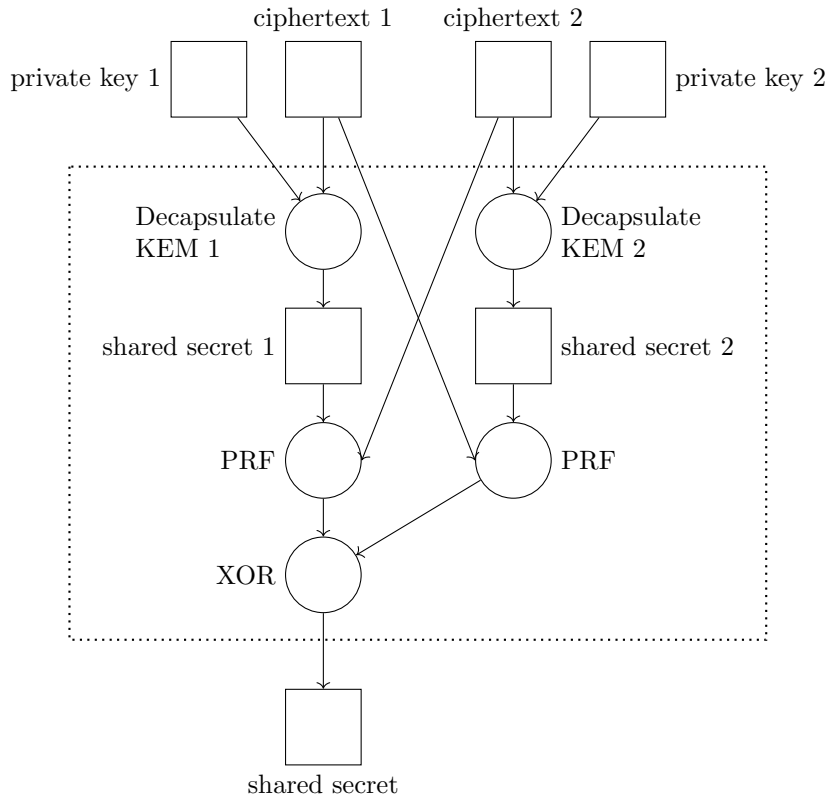 ciphertext 1
ciphertext 2
private key 1
private key 2
Decapsulate
KEM 1
Decapsulate
KEM 2
shared secret 1
shared secret 2
PRF
PRF
XOR
shared secret